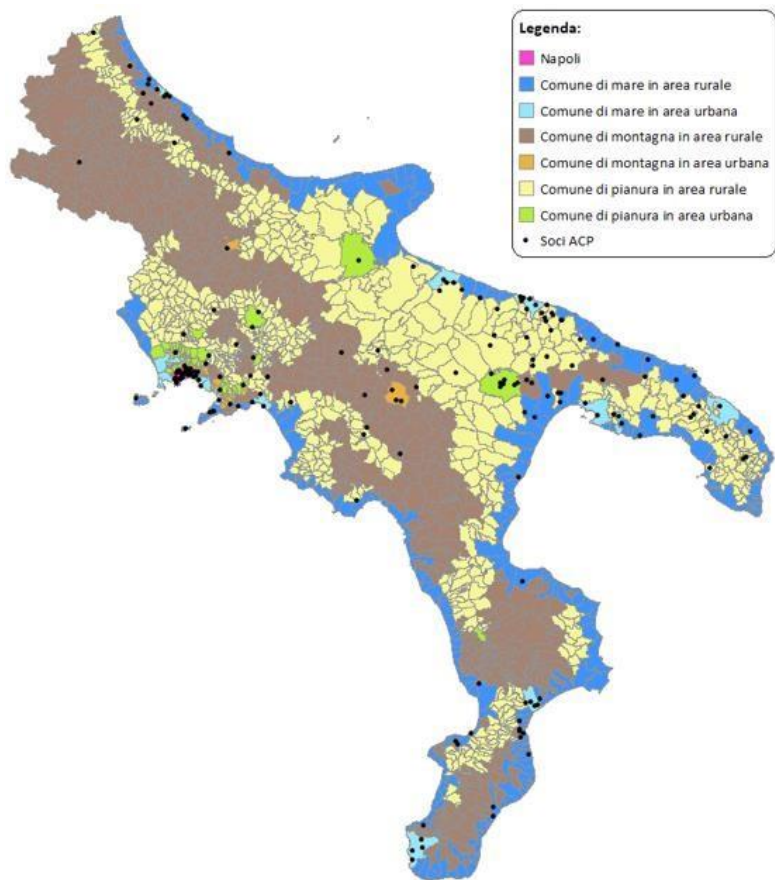 Legenda:
Napoli
Comune di mare in area rurale
Comune di mare in area urbana
Comune di montagna in area rurale
Comune di montagna in area urbana
Comune di pianura in area rurale
Comune di pianura in area urbana
Soci ACP